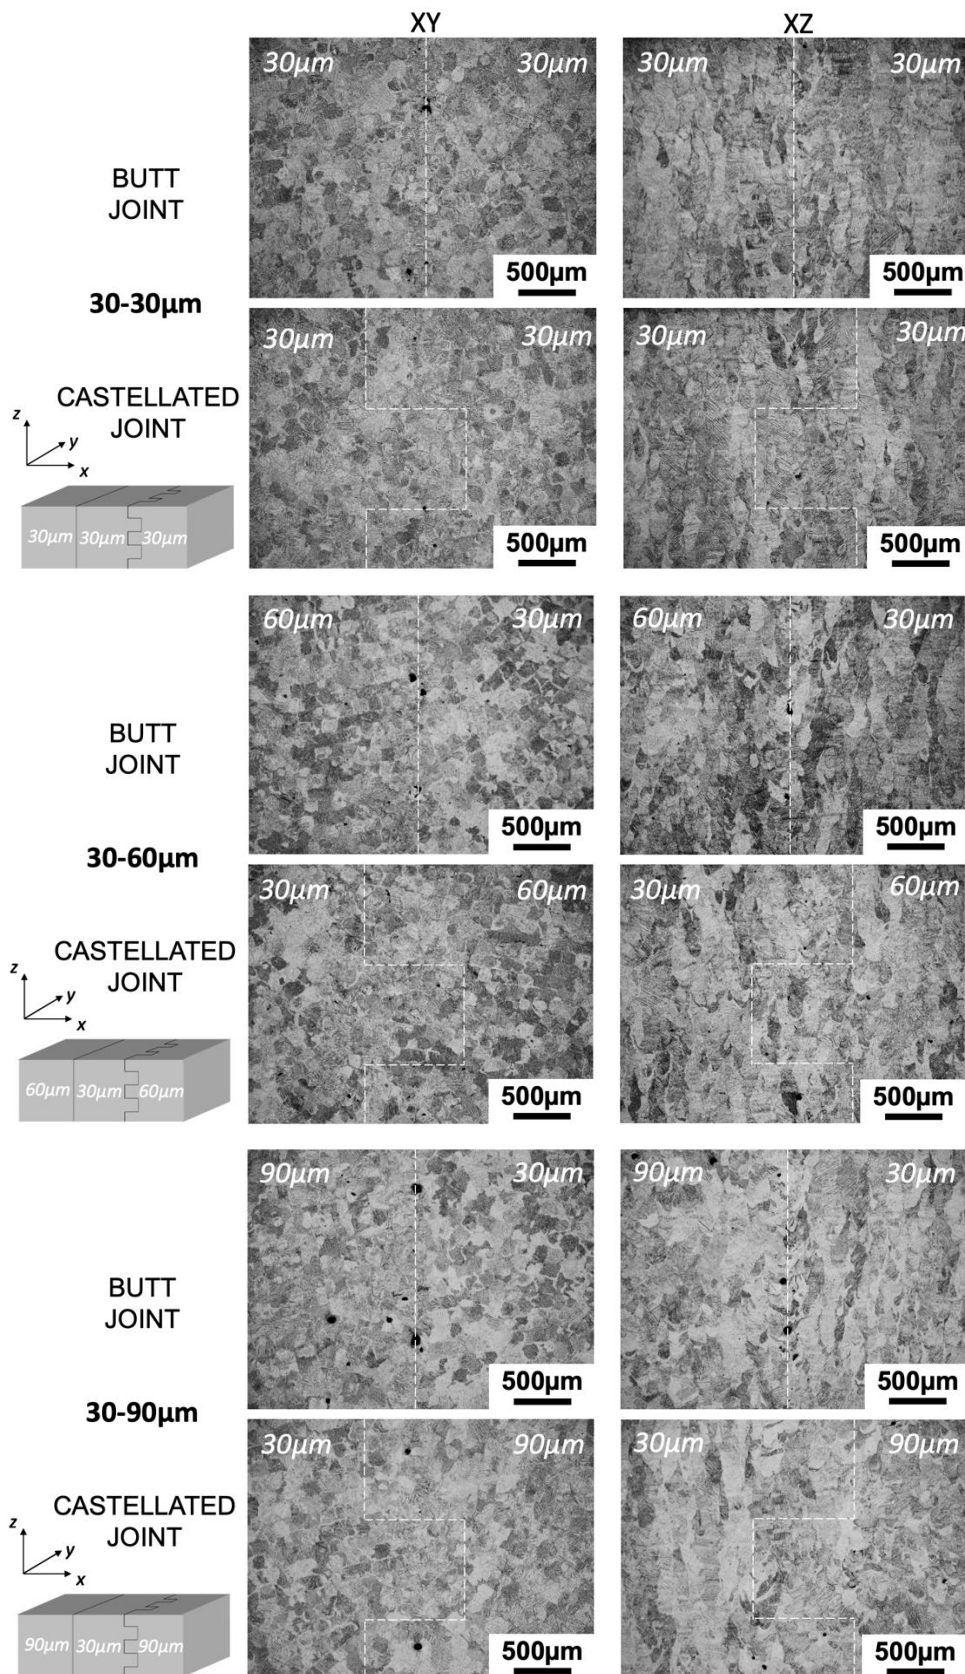 XY XZ
30µm 30µm 30µm 30µm
BUTT
JOINT
500µm 500µm
30-30µm
30µm 30µm 30µm 30µm
CASTELLATED
JOINT
z
y
x
500µm 500µm
30µm 30µm 30µm
60µm 30µm 60µm 30µm
BUTT
JOINT
500µm 500µm
30-60µm
30µm 60µm 30µm 60µm
CASTELLATED
JOINT
z
y
x
60µm 30µm 60µm
500µm 500µm
90µm 30µm 90µm 30µm
BUTT
JOINT
500µm 500µm
30-90µm
30µm 90µm 30µm 90µm
CASTELLATED
JOINT
z
y
x
90µm 30µm 90µm
500µm 500µm